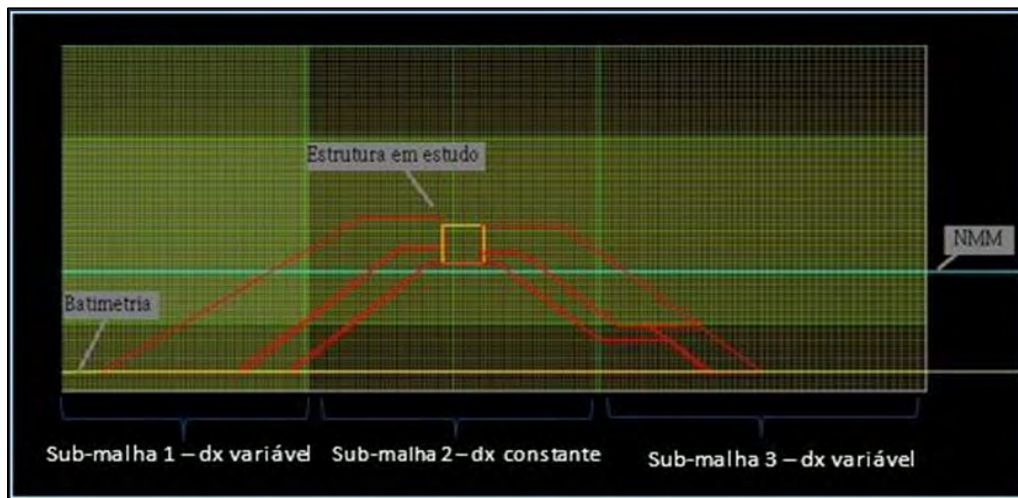 Estrutura em estudo
NMM
Batimetria
Sub-malha 1 – dx variável
Sub-malha 2 – dx constante
Sub-malha 3 – dx variável